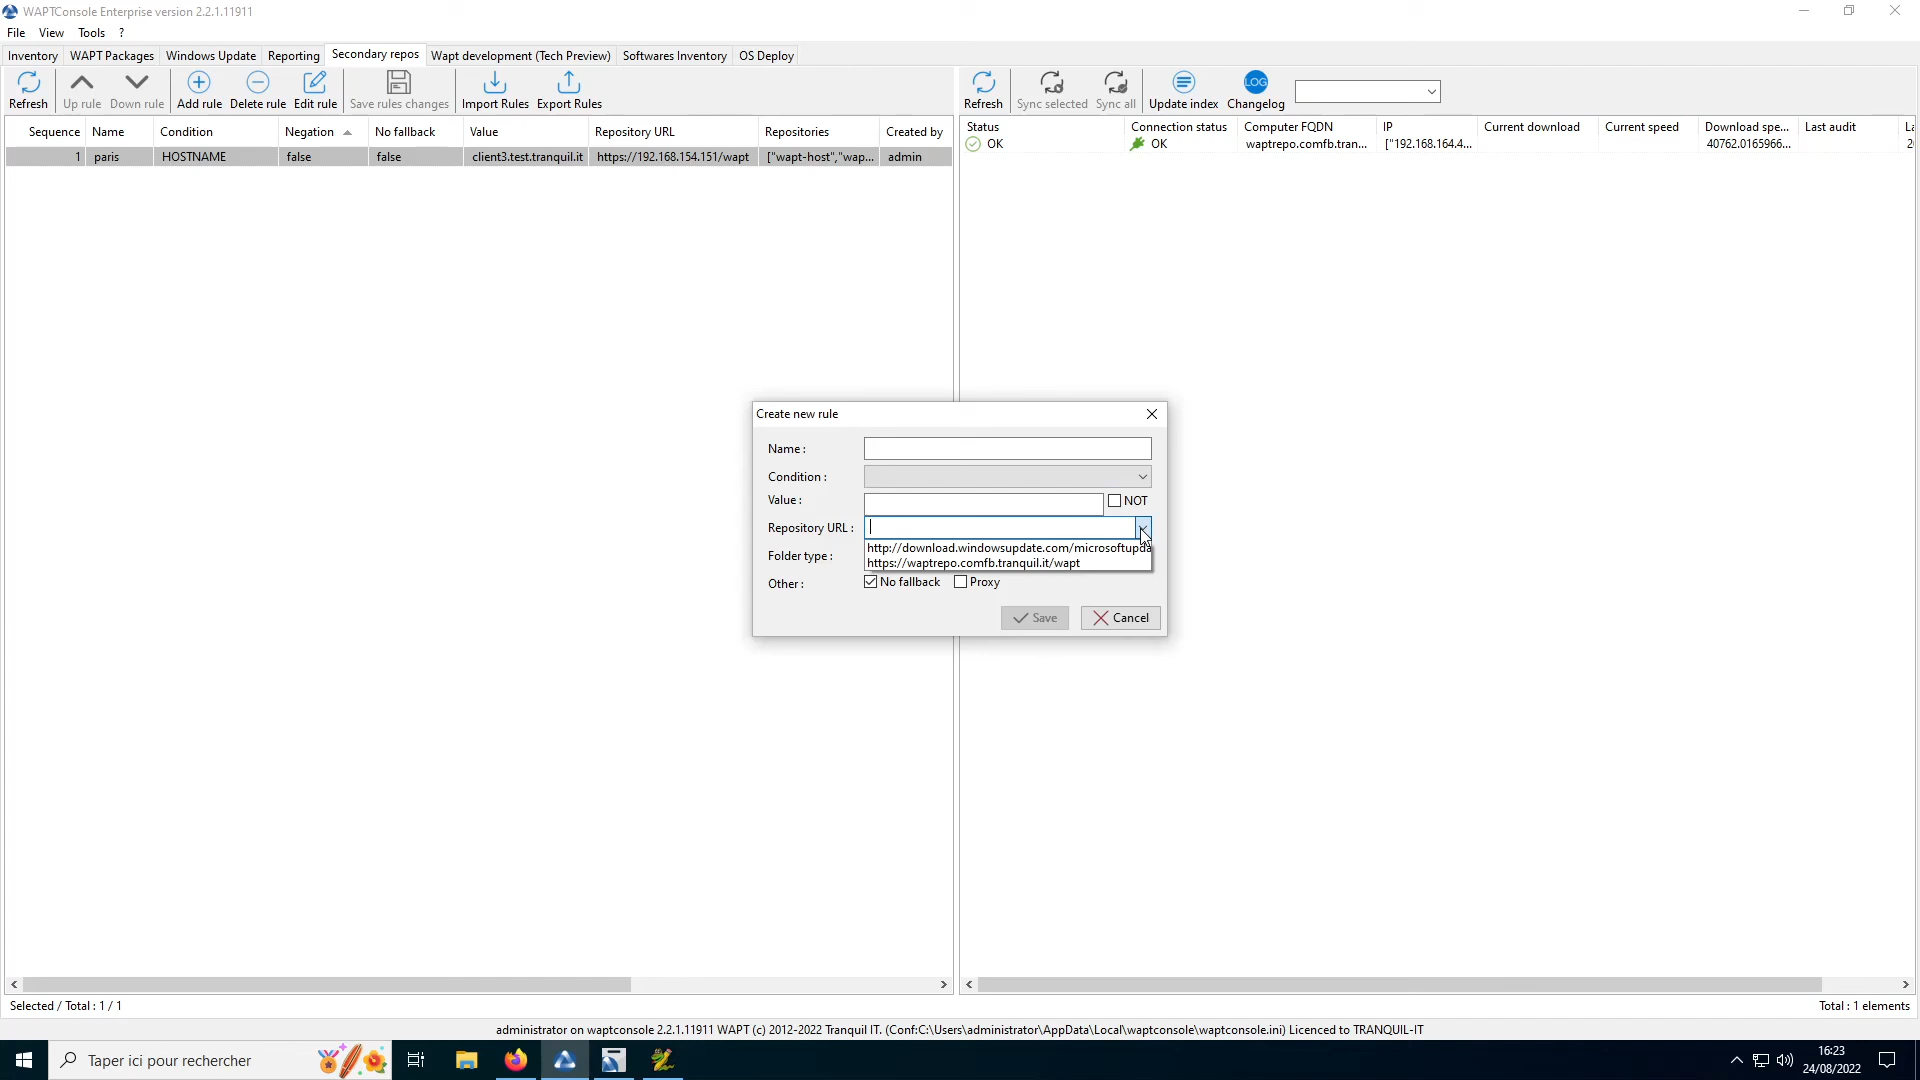 WAPTConsole Enterprise version 2.2.1.11911
File View Tools ?
Inventory WAPT Packages Windows Update Reporting Secondary repos Wapt development (Tech Preview) Softwares Inventory OS Deploy
LOG
Refresh Up rule Down rule Add rule Delete rule Edit rule Save rules changes Import Rules Export Rules Refresh Sync selected Sync all Update index Changelog
Sequence Name Condition Negation No fallback Value Repository URL Repositories Created by
1 paris HOSTNAME false false client3.test.tranquil.it https://192.168.154.151/wapt ["wapt-host","wap... admin
Status Connection status Computer FQDN IP Current download Current speed Download spe... Last audit
OK OK waptrepo.comfb.tran... ["192.168.164.4... 40762.0165966...
Create new rule
Name :
Condition :
Value : NOT
Repository URL :
http://download.windowsupdate.com/microsoftupda
https://waptrepo.comfb.tranquil.it/wapt
Folder type :
Other : No fallback Proxy
Save Cancel
Selected / Total : 1 / 1
Total : 1 elements
administrator on waptconsole 2.2.1.11911 WAPT (c) 2012-2022 Tranquil IT. (Conf:C:\Users\administrator\AppData\Local\waptconsole\waptconsole.ini) Licenced to TRANQUIL-IT
Taper ici pour rechercher
16:23
24/08/2022